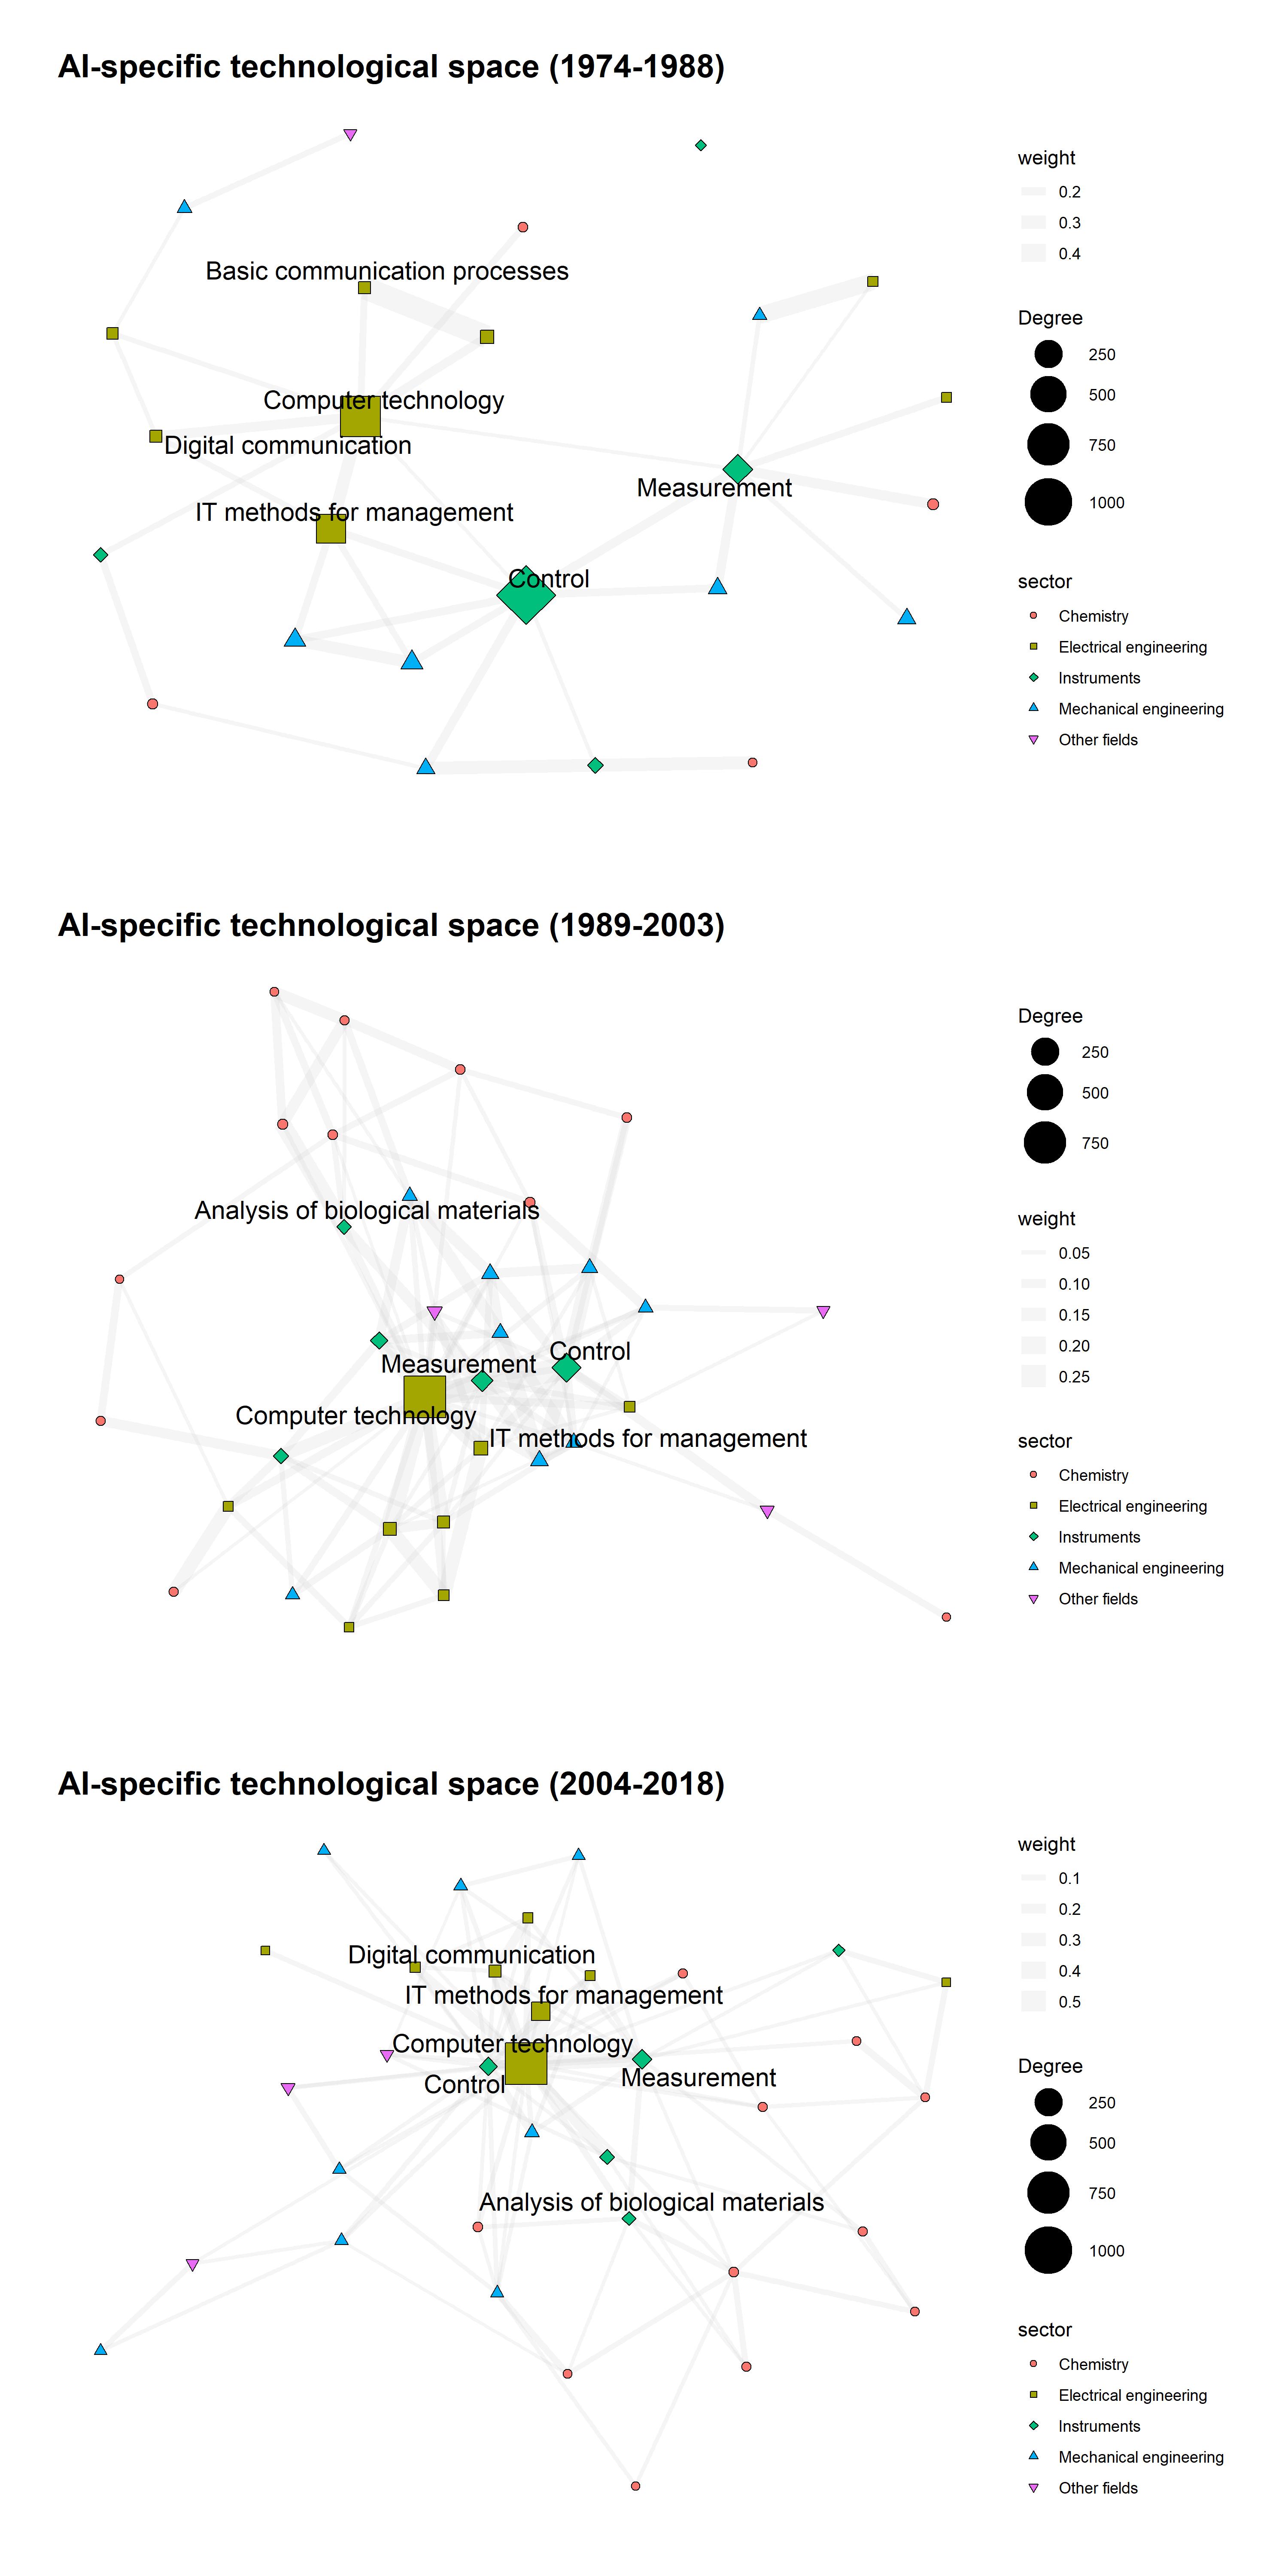 AI-specific technological space (1974-1988)
Basic communication processes
Computer technology
Digital communication
IT methods for management
Measurement
Control
weight
0.2
0.3
0.4
Degree
250
500
750
1000
sector
Chemistry
Electrical engineering
Instruments
Mechanical engineering
Other fields
AI-specific technological space (1989-2003)
Analysis of biological materials
Control
Measurement
Computer technology
IT methods for management
Degree
250
500
750
weight
0.05
0.10
0.15
0.20
0.25
sector
Chemistry
Electrical engineering
Instruments
Mechanical engineering
Other fields
AI-specific technological space (2004-2018)
Digital communication
IT methods for management
Computer technology
Control
Measurement
Analysis of biological materials
weight
0.1
0.2
0.3
0.4
0.5
Degree
250
500
750
1000
sector
Chemistry
Electrical engineering
Instruments
Mechanical engineering
Other fields